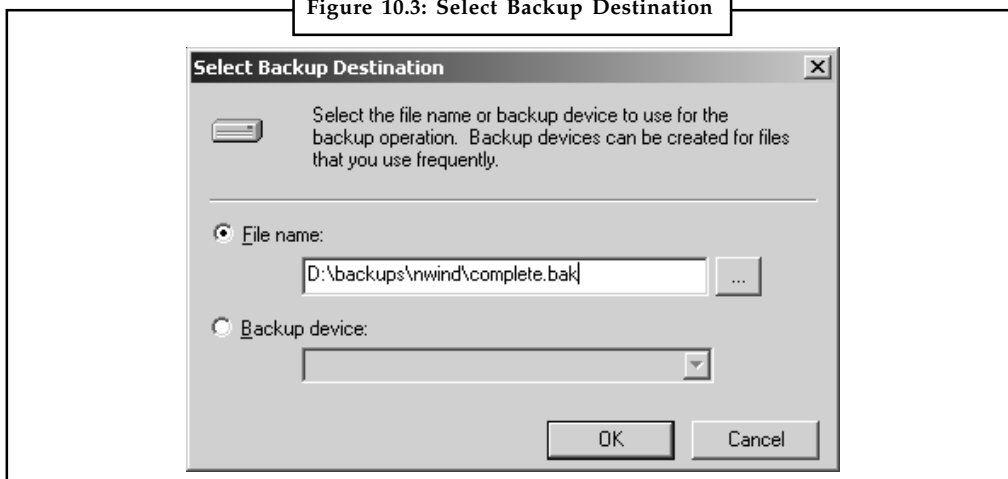 Figure 10.3: Select Backup Destination
Select Backup Destination
Select the file name or backup device to use for the
backup operation. Backup devices can be created for files
that you use frequently.
File name:
D:\backups\nwind\complete.bak
...
Backup device:
OK
Cancel